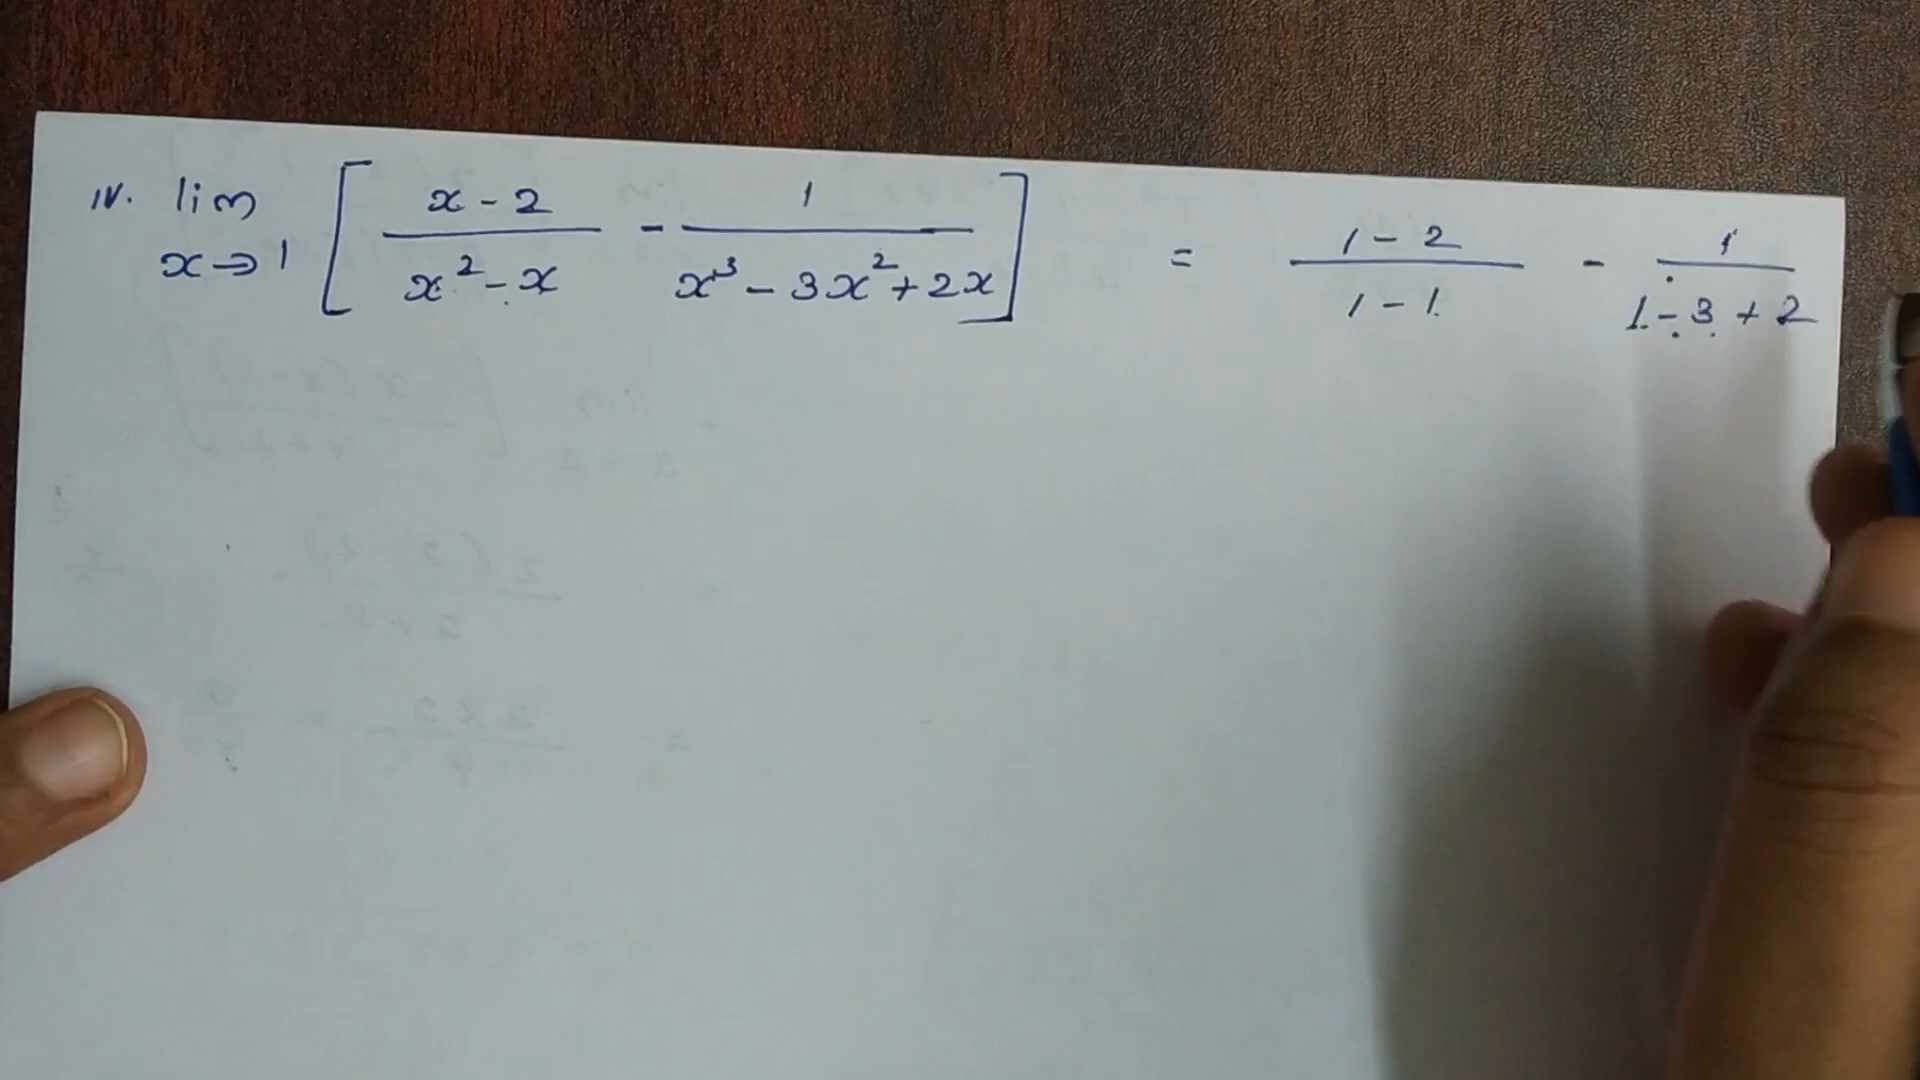 iv. lim x→1 [ (x - 2)/(x² - x) - 1/(x³ - 3x² + 2x) ] = (1 - 2)/(1 - 1) - 1/(1 - 3 + 2)